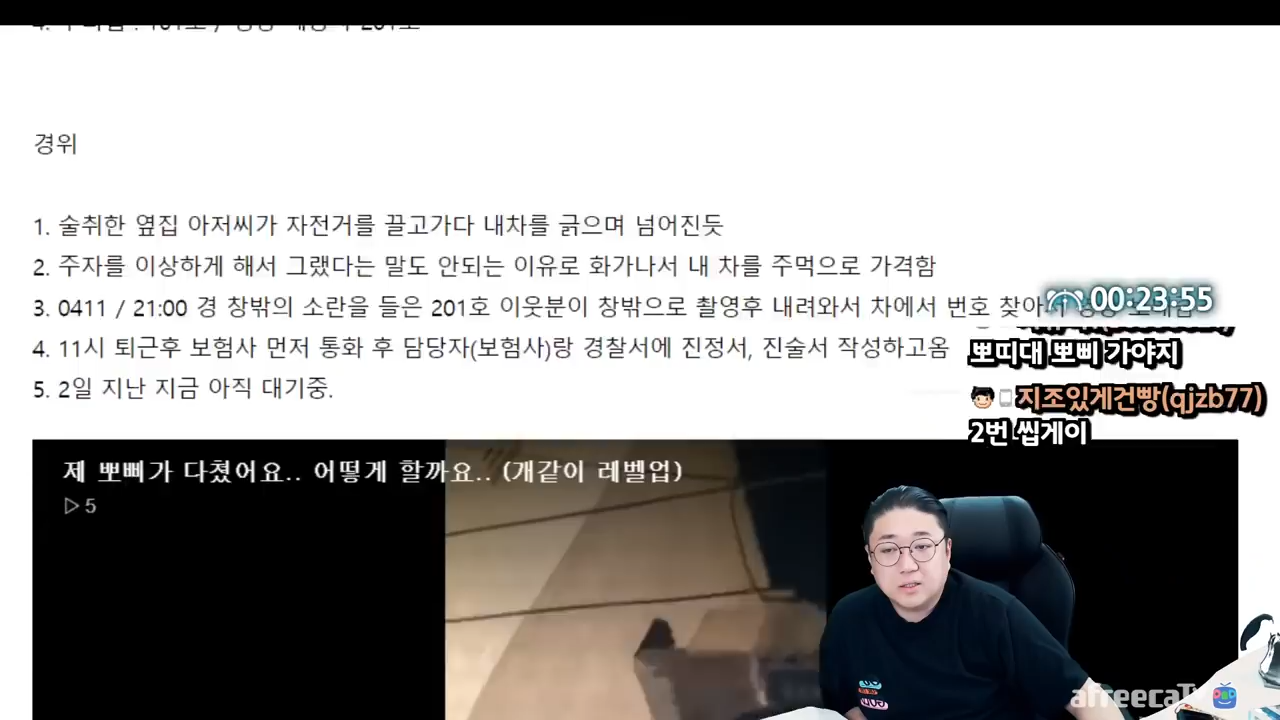 경위
1. 술취한 옆집 아저씨가 자전거를 끌고가다 내차를 긁으며 넘어진듯
2. 주자를 이상하게 해서 그랬다는 말도 안되는 이유로 화가나서 내 차를 주먹으로 가격함
3. 0411 / 21:00 경 창밖의 소란을 들은 201호 이웃분이 창밖으로 촬영후 내려와서 차에서 번호
00:23:55
4. 11시 퇴근후 보험사 먼저 통화 후 담당자(보험사)랑 경찰서에 진정서, 진술서 작성하고옴
뽀띠대 뽀삐 가야지
5. 2일 지난 지금 아직 대기중.
지조있게건빵(qjzb77)
2번 씹게이
제 뽀삐가 다쳤어요.. 어떻게 할까요.. (개같이 레벨업)
▷ 5
afreecaTV